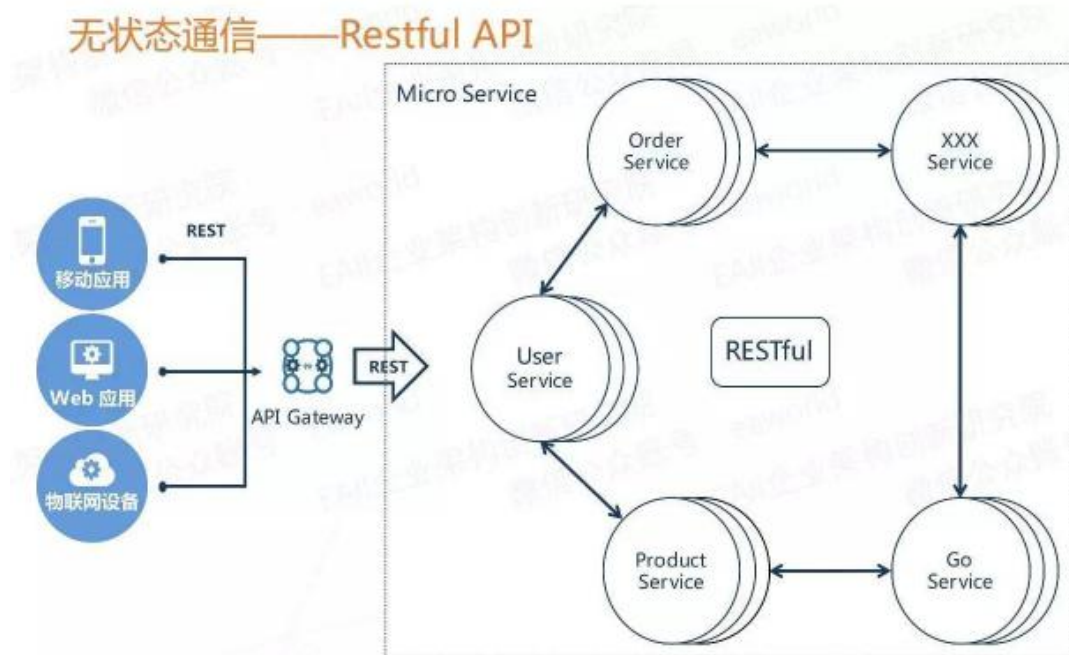 无状态通信——Restful API
Micro Service
Order
Service
XXX
Service
REST
移动应用
User
Service
RESTful
REST
Web 应用
API Gateway
物联网设备
Product
Service
Go
Service